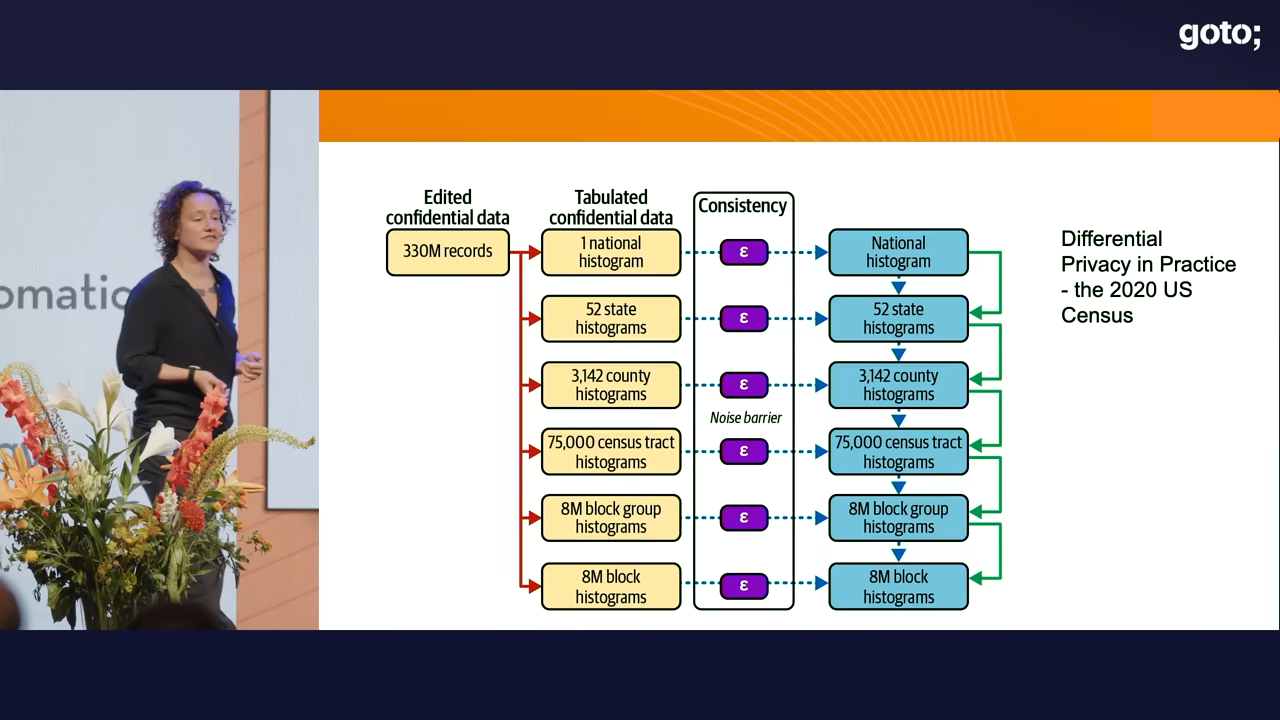 goto;
omatic
Edited
confidential data
330M records
Tabulated
confidential data
1 national
histogram
52 state
histograms
3,142 county
histograms
75,000 census tract
histograms
8M block group
histograms
8M block
histograms
Consistency
ε
ε
ε
Noise barrier
ε
ε
ε
National
histogram
52 state
histograms
3,142 county
histograms
75,000 census tract
histograms
8M block group
histograms
8M block
histograms
Differential
Privacy in Practice
- the 2020 US
Census